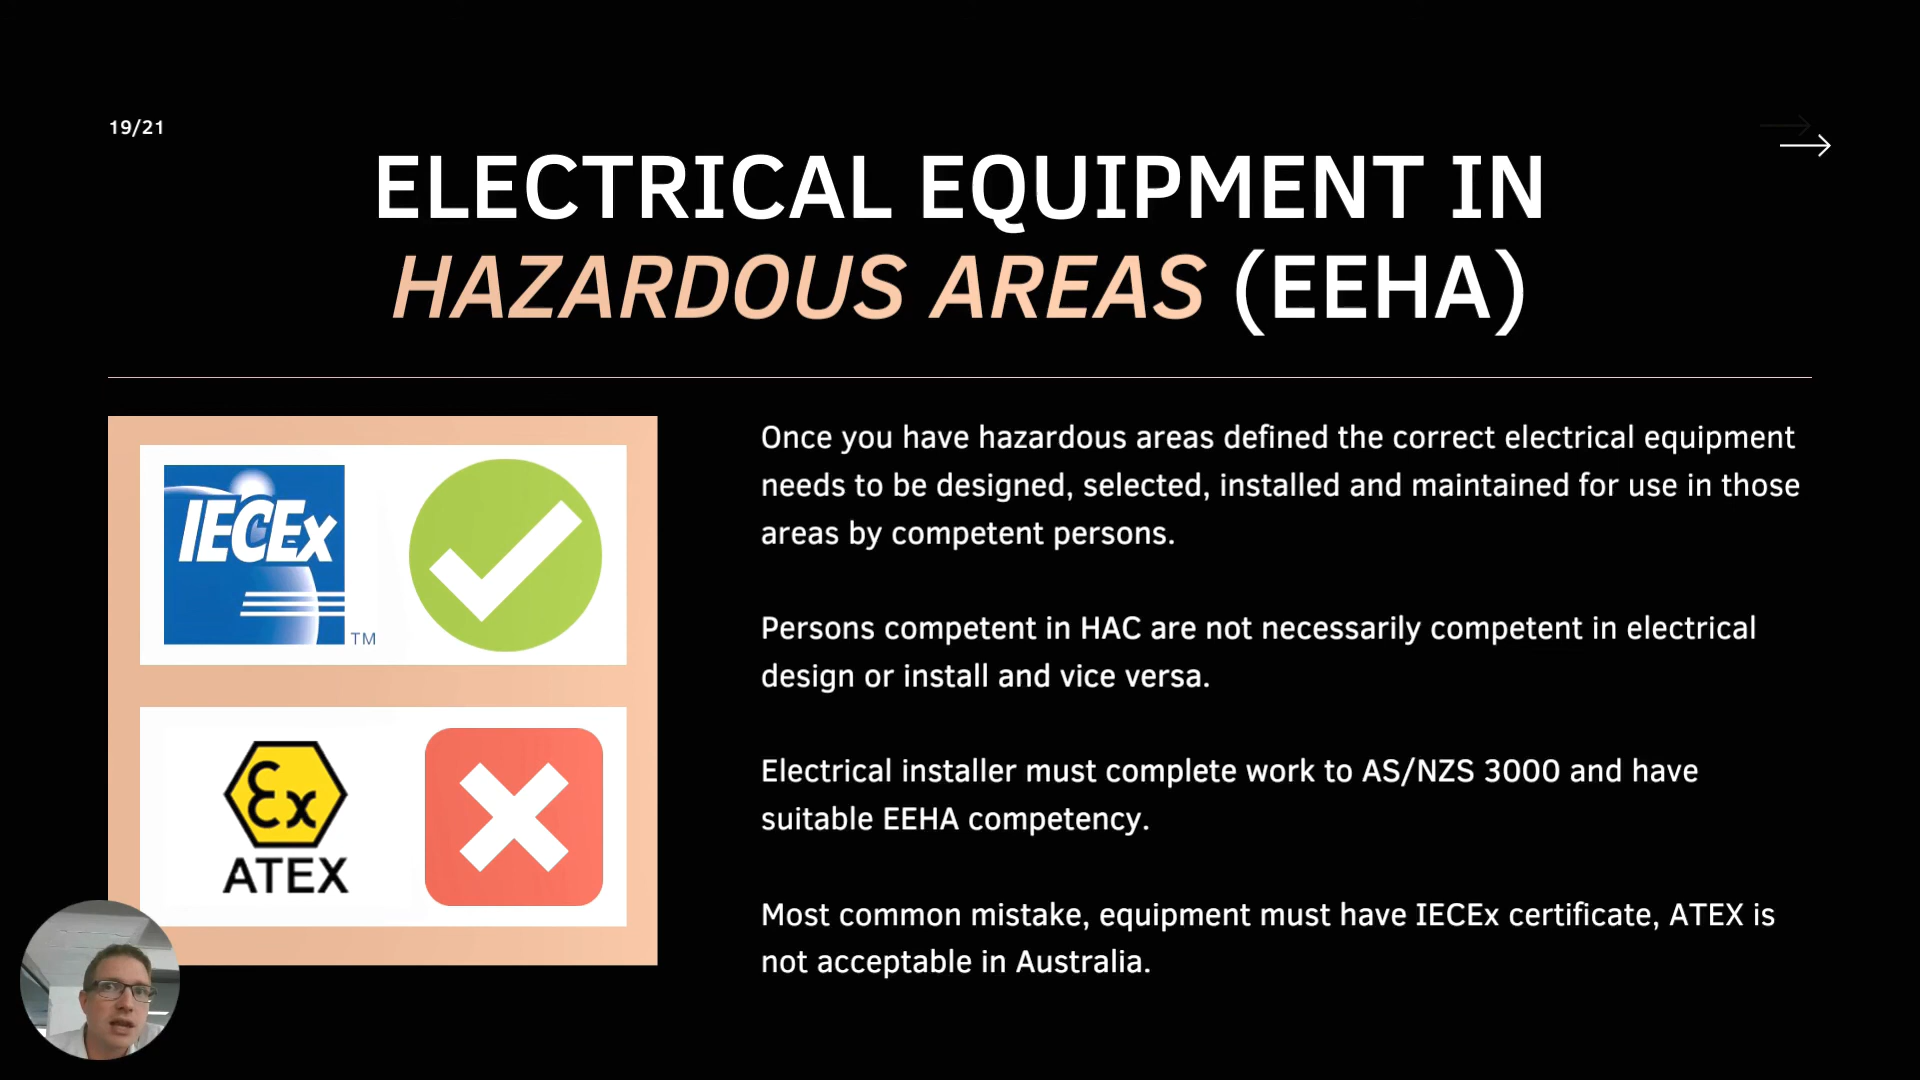 19/21
ELECTRICAL EQUIPMENT IN
HAZARDOUS AREAS (EEHA)
IECEx
TM
Ex
ATEX
Once you have hazardous areas defined the correct electrical equipment
needs to be designed, selected, installed and maintained for use in those
areas by competent persons.
Persons competent in HAC are not necessarily competent in electrical
design or install and vice versa.
Electrical installer must complete work to AS/NZS 3000 and have
suitable EEHA competency.
Most common mistake, equipment must have IECEx certificate, ATEX is
not acceptable in Australia.